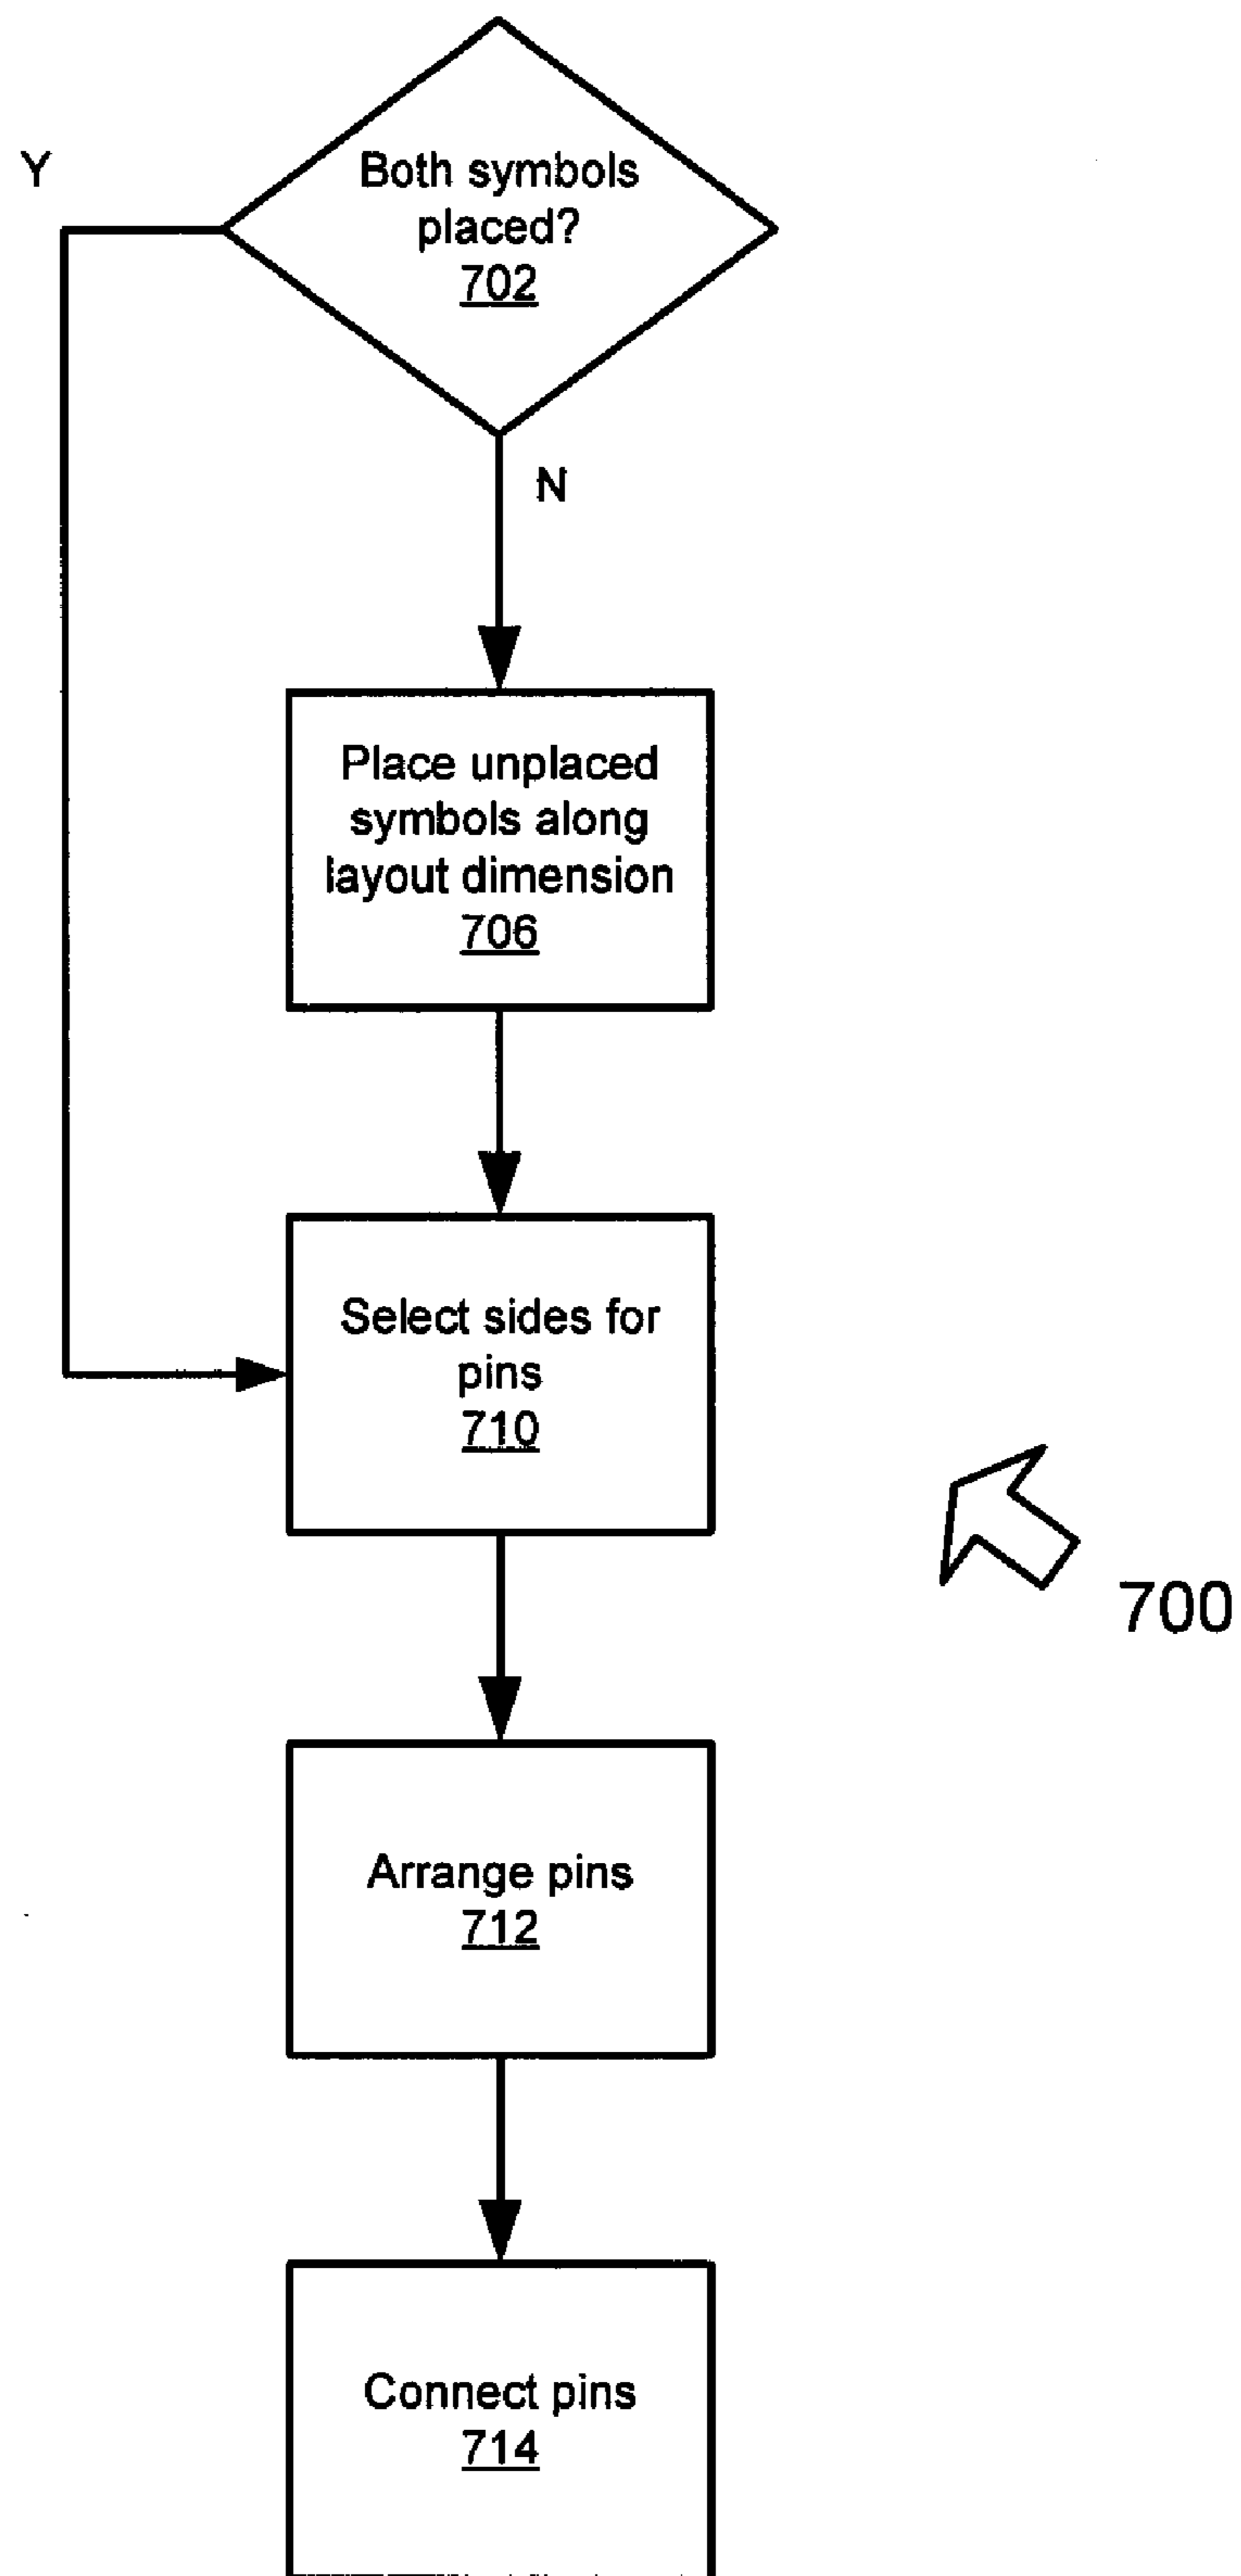 Both symbols
placed?
702
Y
N
Place unplaced
symbols along
layout dimension
706
Select sides for
pins
710
700
Arrange pins
712
Connect pins
714